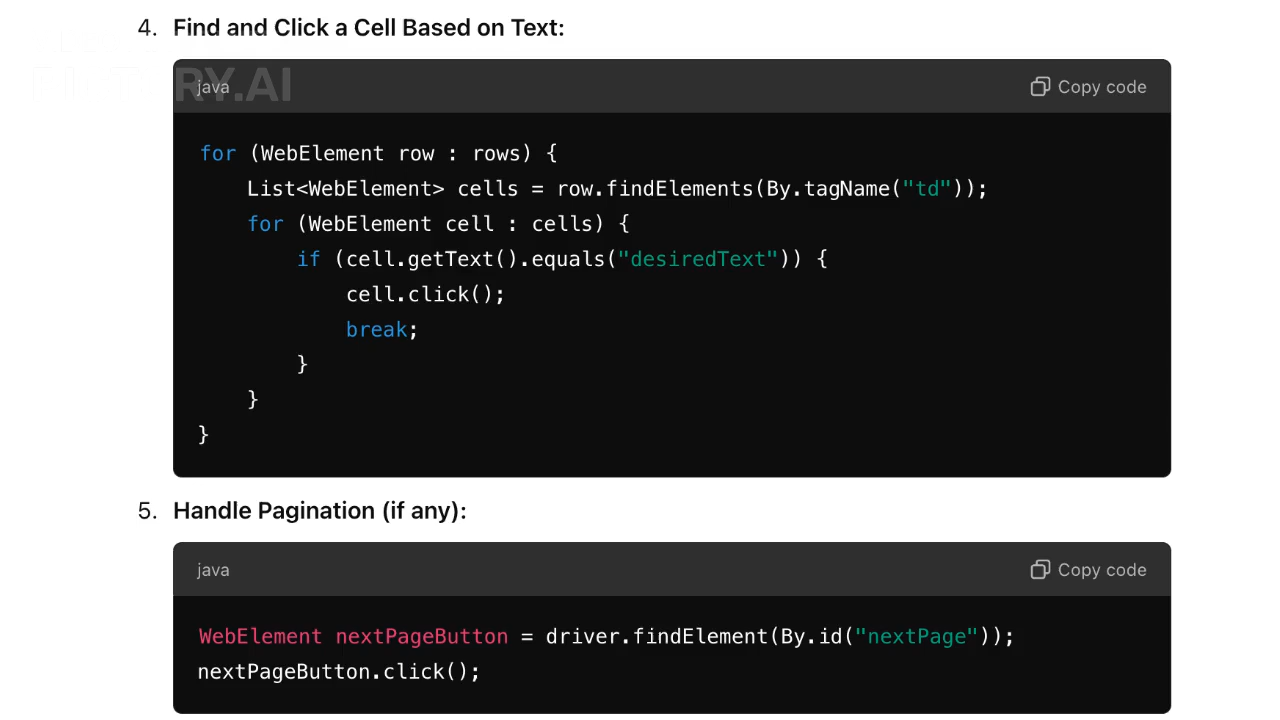 4. Find and Click a Cell Based on Text:
RY.AI
java
Copy code
for (WebElement row : rows) {
    List<WebElement> cells = row.findElements(By.tagName("td"));
    for (WebElement cell : cells) {
        if (cell.getText().equals("desiredText")) {
            cell.click();
            break;
        }
    }
}
5. Handle Pagination (if any):
java
Copy code
WebElement nextPageButton = driver.findElement(By.id("nextPage"));
nextPageButton.click();